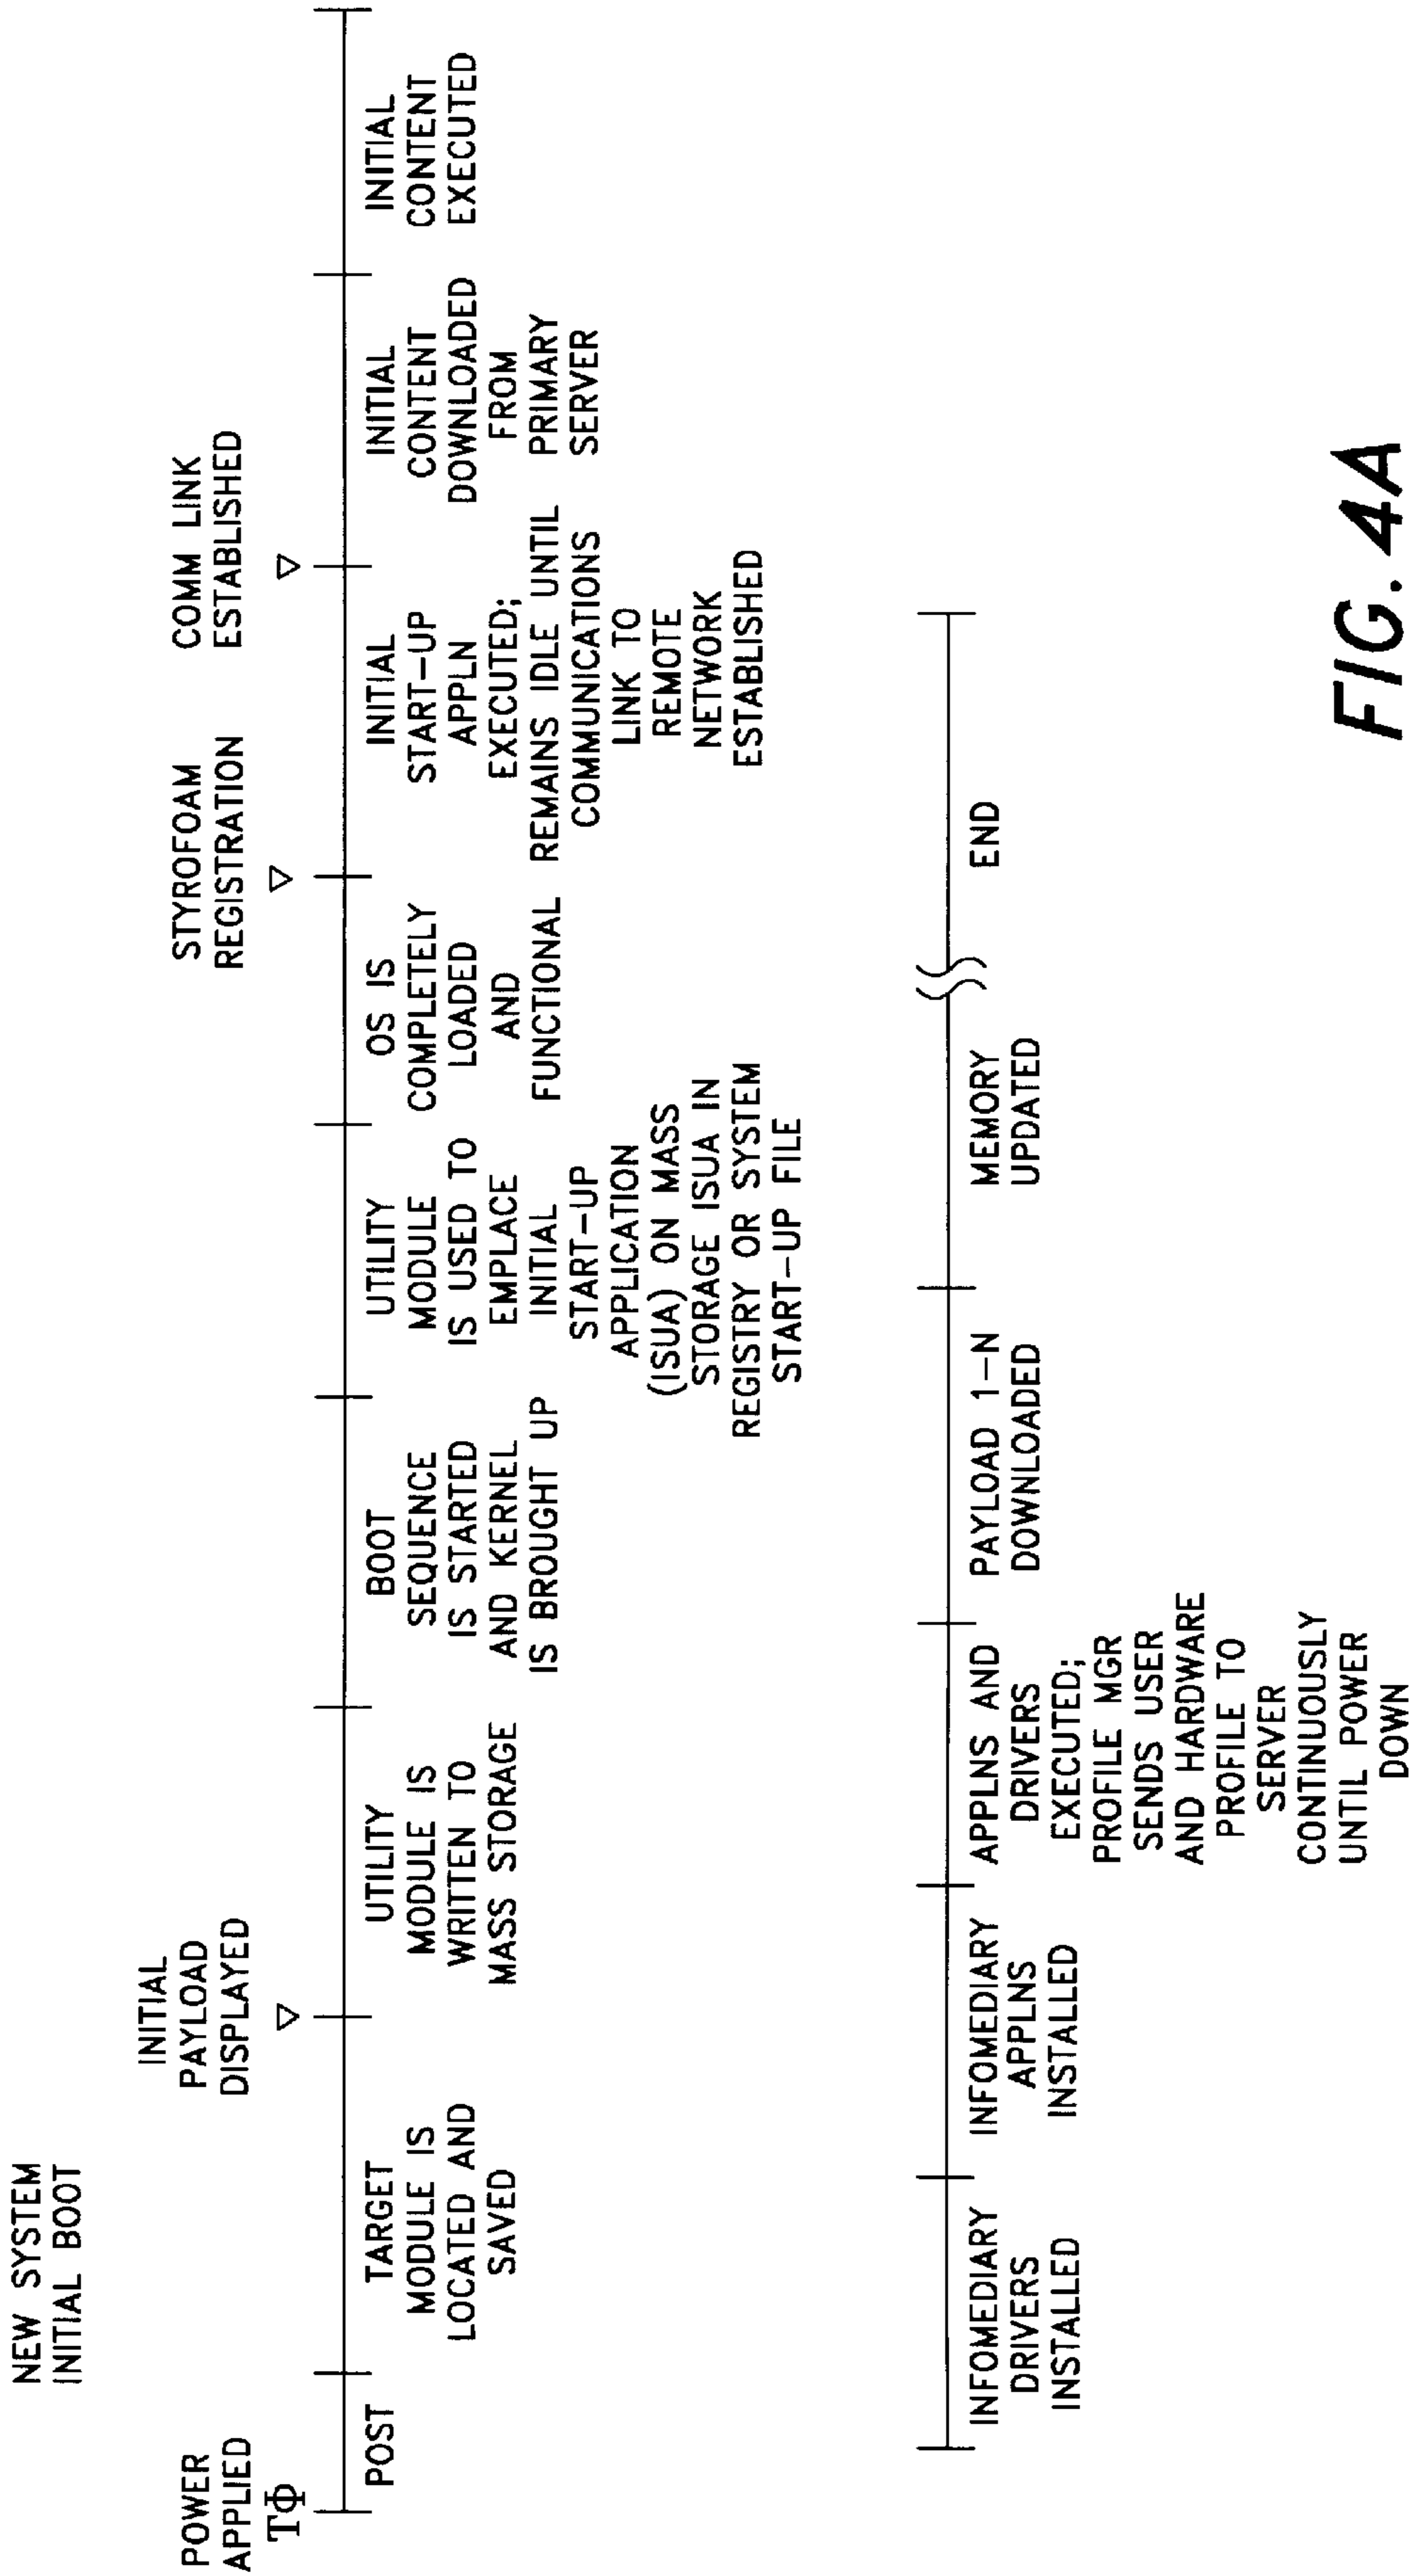 NEW SYSTEM
INITIAL BOOT
POWER
APPLIED
TΦ
INITIAL
PAYLOAD
DISPLAYED
STYROFOAM
REGISTRATION
COMM LINK
ESTABLISHED
POST
TARGET
MODULE IS
LOCATED AND
SAVED
UTILITY
MODULE IS
WRITTEN TO
MASS STORAGE
BOOT
SEQUENCE
IS STARTED
AND KERNEL
IS BROUGHT UP
UTILITY
MODULE
IS USED TO
EMPLACE
INITIAL
START-UP
APPLICATION
(ISUA) ON MASS
STORAGE ISUA IN
REGISTRY OR SYSTEM
START-UP FILE
OS IS
COMPLETELY
LOADED
AND
FUNCTIONAL
INITIAL
START-UP
APPLN
EXECUTED;
REMAINS IDLE UNTIL
COMMUNICATIONS
LINK TO
REMOTE
NETWORK
ESTABLISHED
INITIAL
CONTENT
DOWNLOADED
FROM
PRIMARY
SERVER
INITIAL
CONTENT
EXECUTED
INFOMEDIARY
DRIVERS
INSTALLED
INFOMEDIARY
APPLNS
INSTALLED
APPLNS AND
DRIVERS
EXECUTED;
PROFILE MGR
SENDS USER
AND HARDWARE
PROFILE TO
SERVER
CONTINUOUSLY
UNTIL POWER
DOWN
PAYLOAD 1-N
DOWNLOADED
MEMORY
UPDATED
END
FIG. 4A